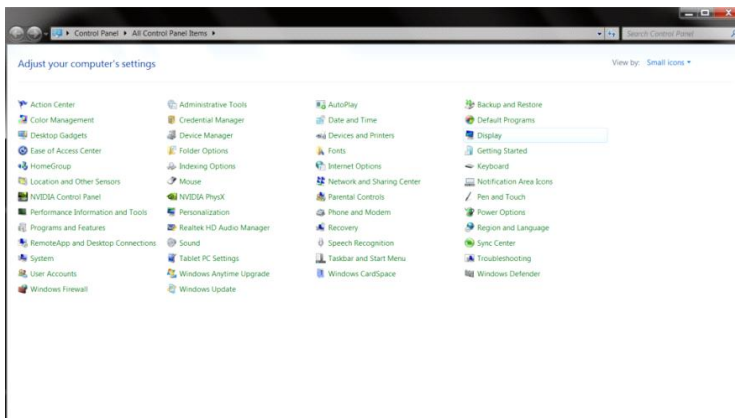 Control Panel ▸ All Control Panel Items ▸ Search Control Panel
Adjust your computer's settings View by: Small icons
Action Center Administrative Tools AutoPlay Backup and Restore
Color Management Credential Manager Date and Time Default Programs
Desktop Gadgets Device Manager Devices and Printers Display
Ease of Access Center Folder Options Fonts Getting Started
HomeGroup Indexing Options Internet Options Keyboard
Location and Other Sensors Mouse Network and Sharing Center Notification Area Icons
NVIDIA Control Panel NVIDIA PhysX Parental Controls Pen and Touch
Performance Information and Tools Personalization Phone and Modem Power Options
Programs and Features Realtek HD Audio Manager Recovery Region and Language
RemoteApp and Desktop Connections Sound Speech Recognition Sync Center
System Tablet PC Settings Taskbar and Start Menu Troubleshooting
User Accounts Windows Anytime Upgrade Windows CardSpace Windows Defender
Windows Firewall Windows Update